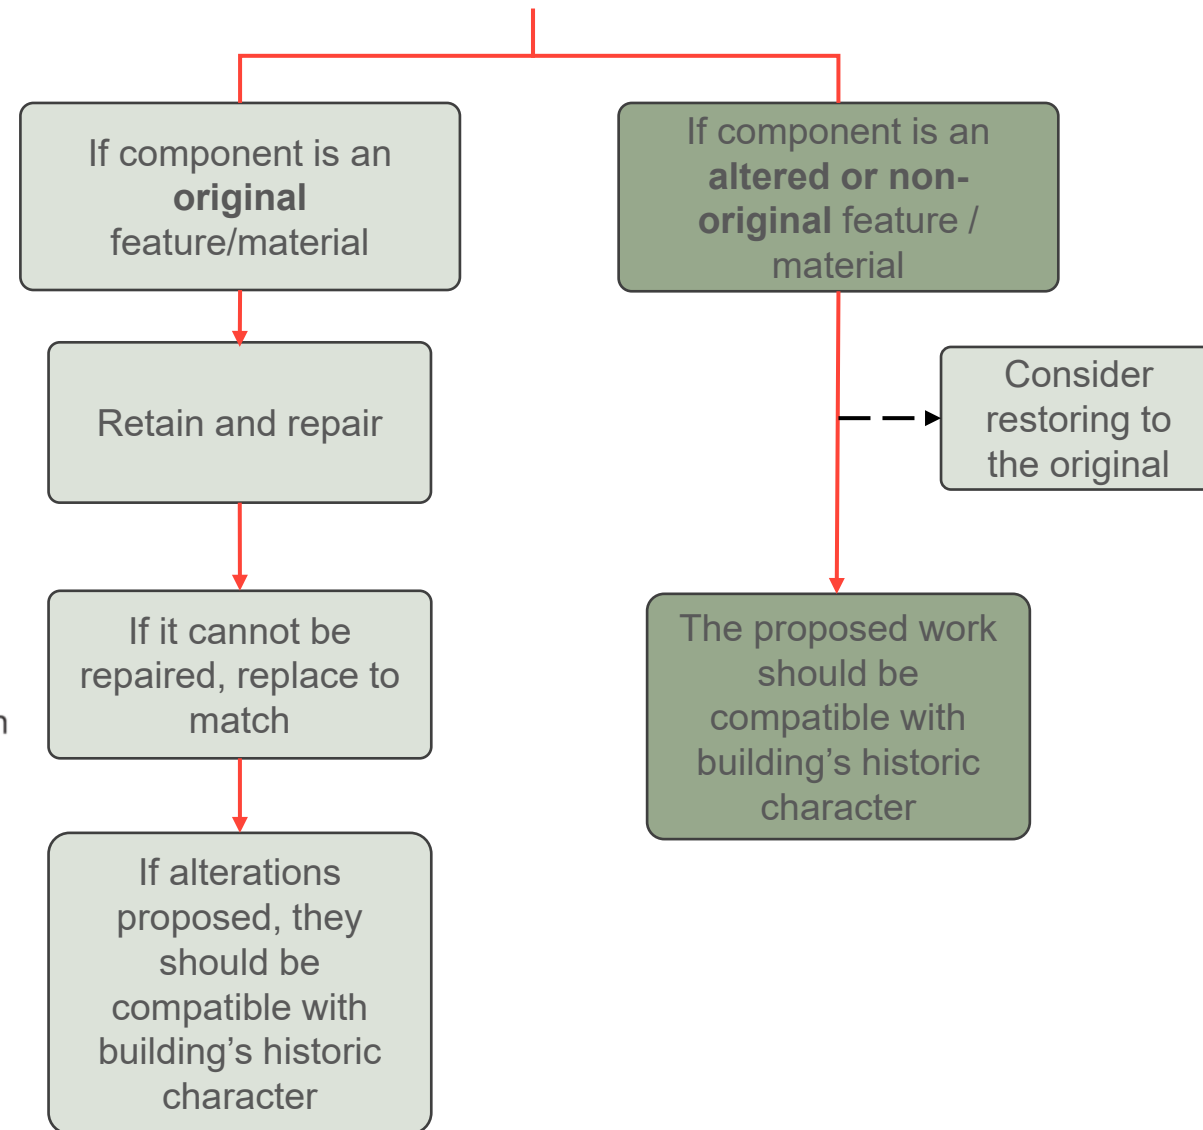 If component is an
original
feature/material
If component is an
altered or non-
original feature /
material
Retain and repair
Consider
restoring to
the original
If it cannot be
repaired, replace to
match
The proposed work
should be
compatible with
building’s historic
character
If alterations
proposed, they
should be
compatible with
building’s historic
character